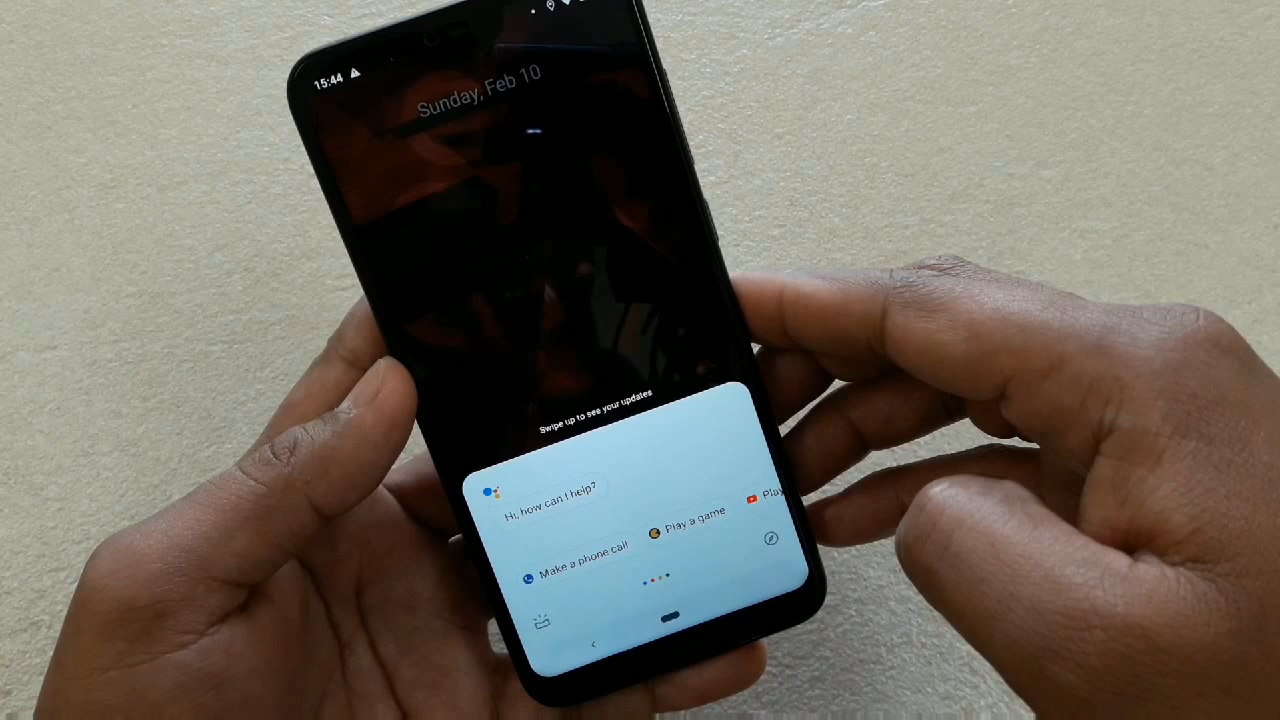 15:44
Sunday, Feb 10
Swipe up to see your updates
Hi, how can I help?
Make a phone call
Play a game
Play